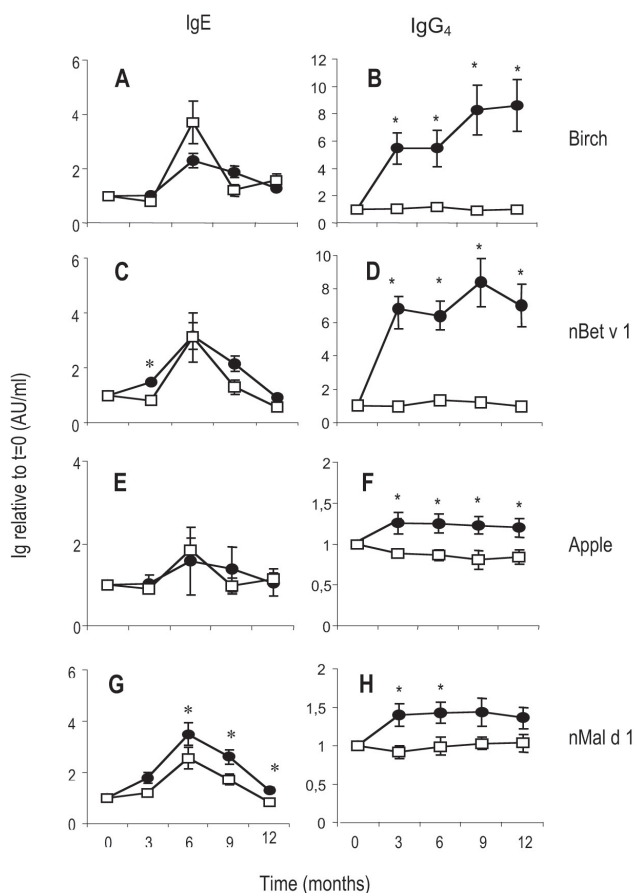 IgE IgG4
A
6
4
2
0
B
* * * *
12
10
8
6
4
2
0
Birch
C
*
6
4
2
0
D
* * * *
10
8
6
4
2
0
nBet v 1
E
4
2
0
F
* * * *
2
1,5
1
0,5
0
Apple
G
* * *
6
4
2
0
0 3 6 9 12
H
* *
2
1,5
1
0,5
0
0 3 6 9 12
nMal d 1
Ig relative to t=0 (AU/ml)
Time (months)